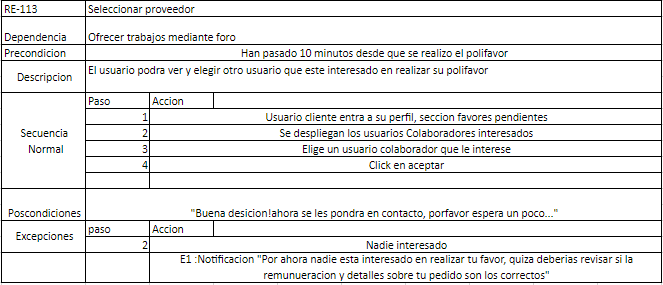 RE-113 Seleccionar proveedor
Dependencia Ofrecer trabajos mediante foro
Precondicion Han pasado 10 minutos desde que se realizo el polifavor
Descripcion El usuario podra ver y elegir otro usuario que este interesado en realizar su polifavor
Secuencia Normal
Paso Accion
1 Usuario cliente entra a su perfil, seccion favores pendientes
2 Se despliegan los usuarios Colaboradores interesados
3 Elige un usuario colaborador que le interese
4 Click en aceptar
Poscondiciones "Buena desicion!ahora se les pondra en contacto, porfavor espera un poco..."
Excepciones paso Accion
2 Nadie interesado
E1 :Notificacion "Por ahora nadie esta interesado en realizar tu favor, quiza deberias revisar si la
remunueracion y detalles sobre tu pedido son los correctos"